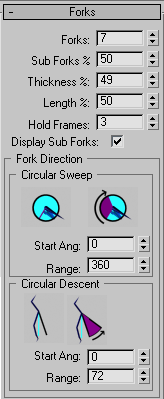 - Forks
Forks: 7
Sub Forks % 50
Thickness %: 49
Length %: 50
Hold Frames: 3
Display Sub Forks:
Fork Direction
Circular Sweep
Start Ang: 0
Range: 360
Circular Descent
Start Ang: 0
Range: 72